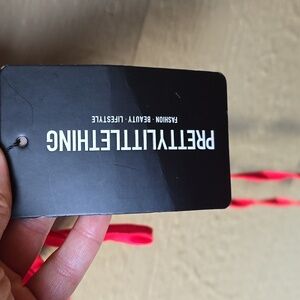 PRETTYLITTLETHING
FASHION · BEAUTY · LIFESTYLE